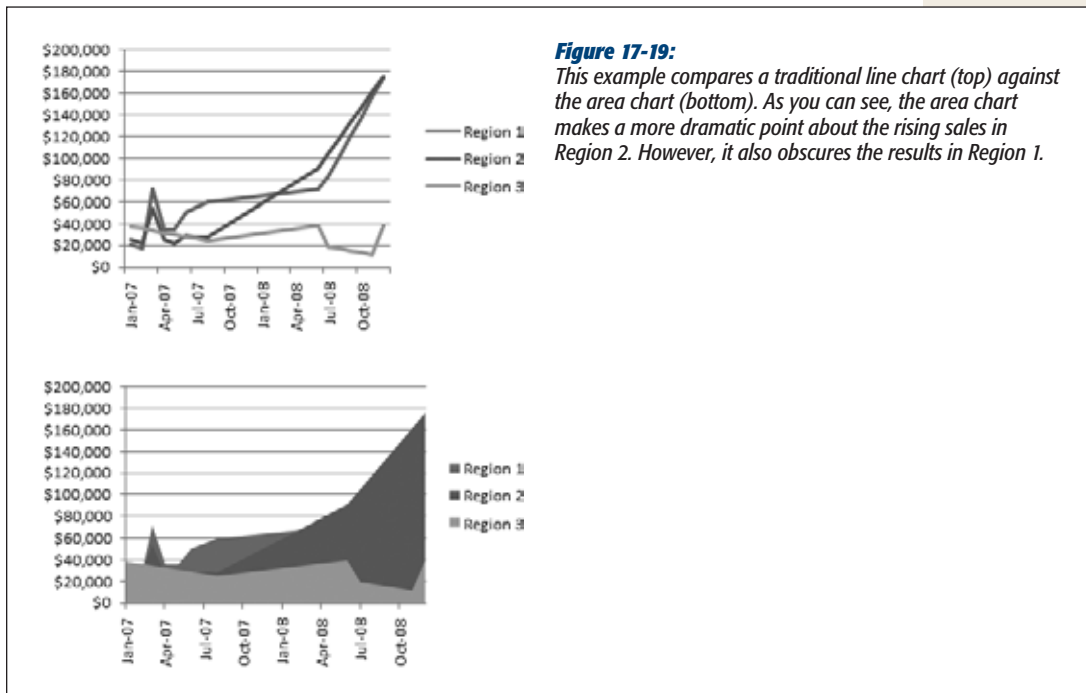 $200,000
$180,000
$160,000
$140,000
$120,000
$100,000
$80,000
$60,000
$40,000
$20,000
$0
Jan-07
Apr-07
Jul-07
Oct-07
Jan-08
Apr-08
Jul-08
Oct-08
Region 1
Region 2
Region 3
Figure 17-19:
This example compares a traditional line chart (top) against
the area chart (bottom). As you can see, the area chart
makes a more dramatic point about the rising sales in
Region 2. However, it also obscures the results in Region 1.
$200,000
$180,000
$160,000
$140,000
$120,000
$100,000
$80,000
$60,000
$40,000
$20,000
$0
Jan-07
Apr-07
Jul-07
Oct-07
Jan-08
Apr-08
Jul-08
Oct-08
Region 1
Region 2
Region 3